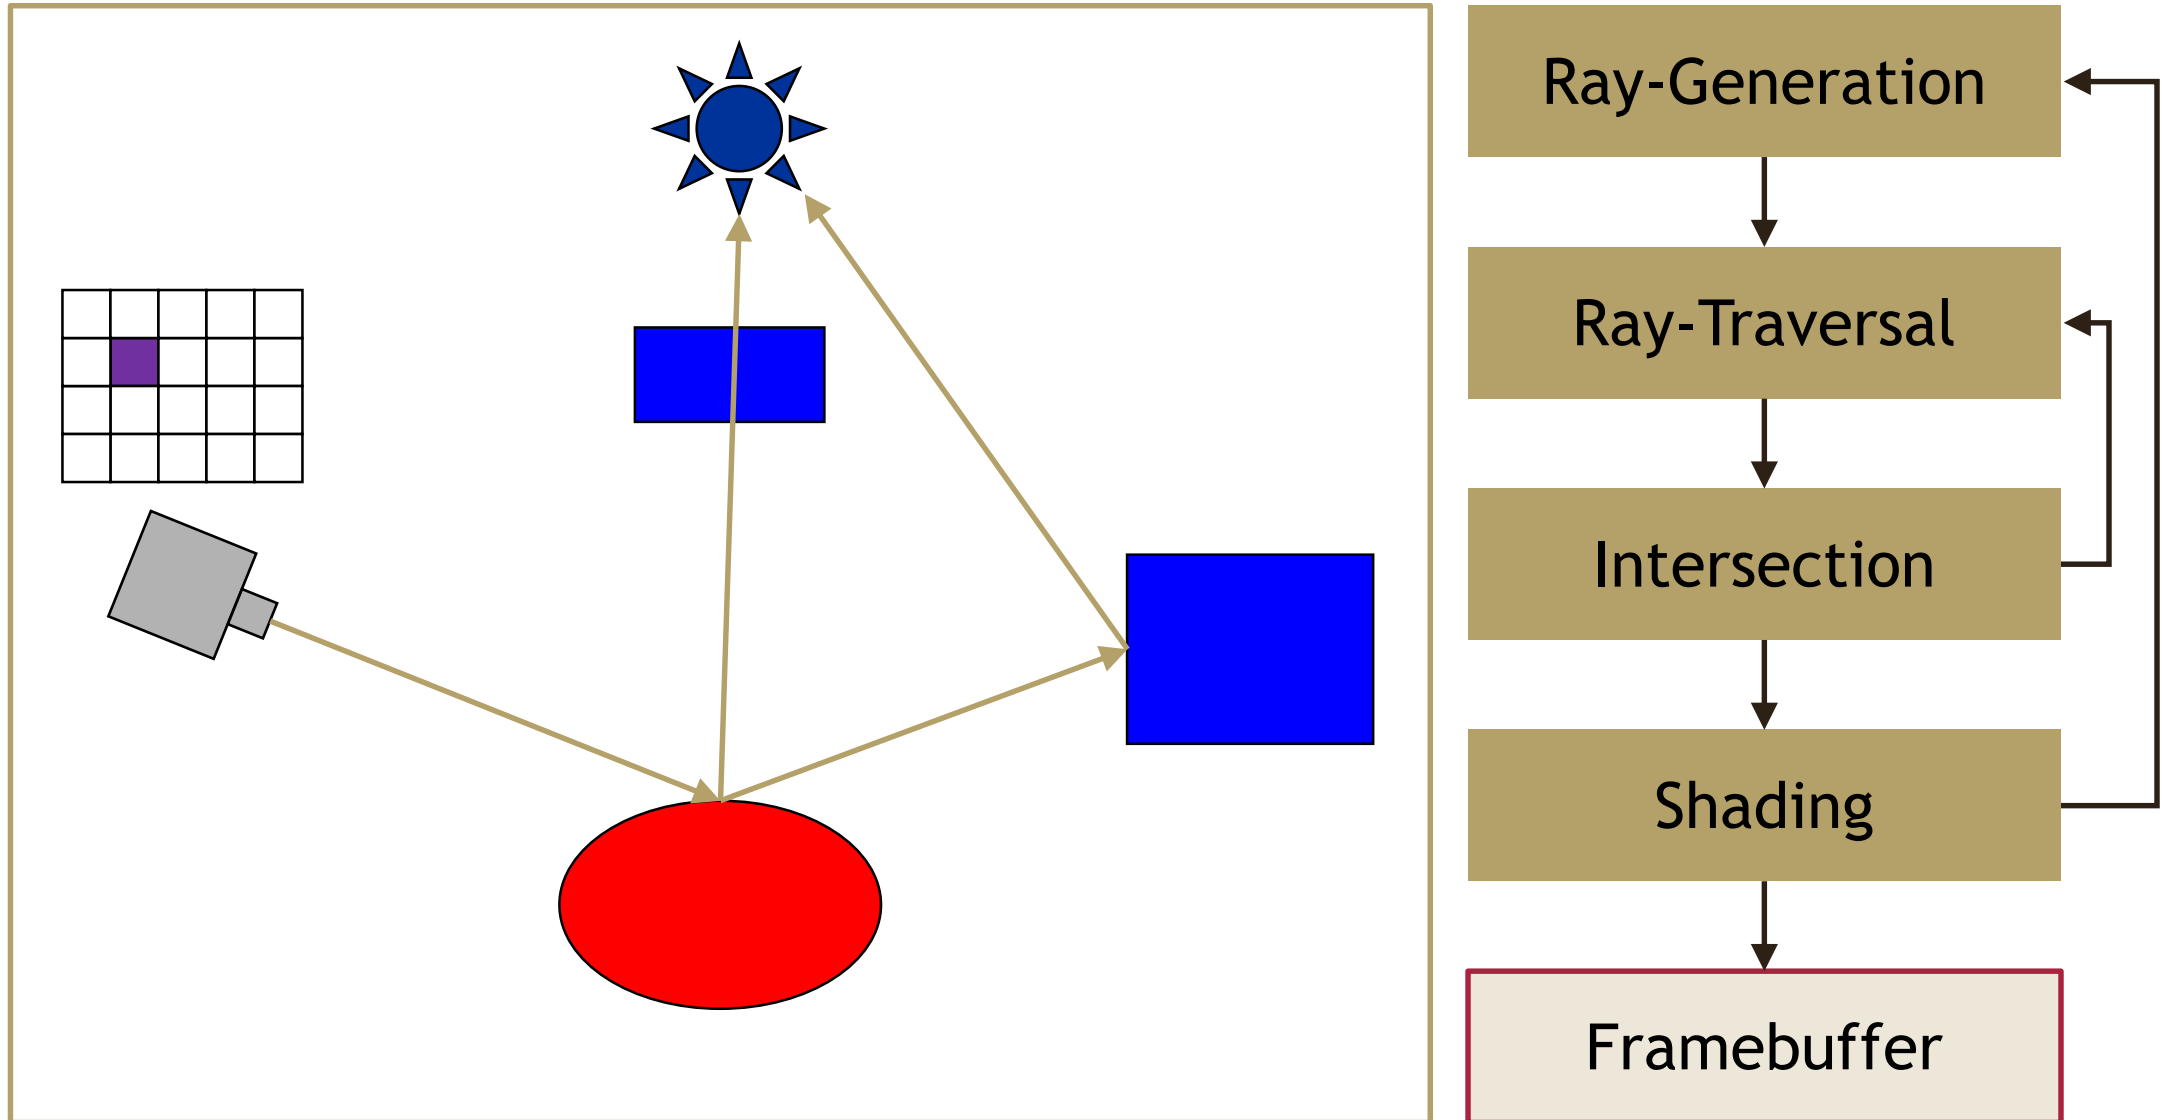 Ray-Generation
Ray-Traversal
Intersection
Shading
Framebuffer